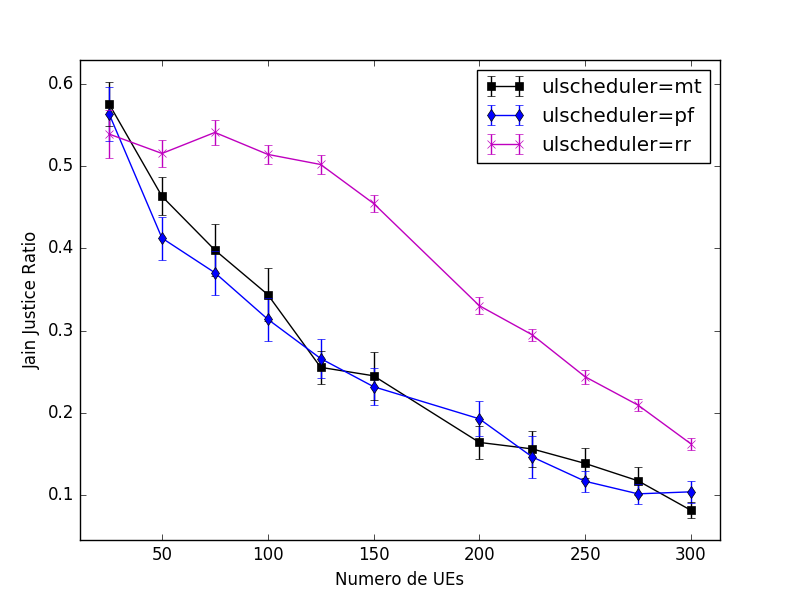 ulscheduler=mt
ulscheduler=pf
ulscheduler=rr
0.6
0.5
0.4
0.3
0.2
0.1
Jain Justice Ratio
50 100 150 200 250 300
Numero de UEs